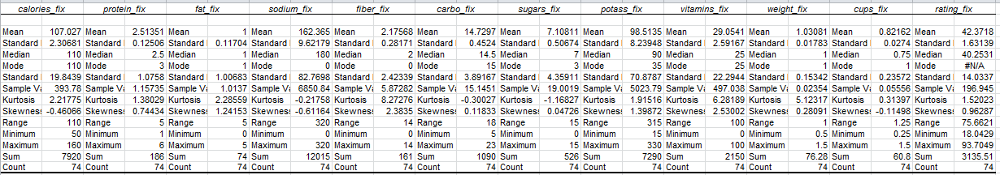 calories_fix protein_fix fat_fix sodium_fix fiber_fix carbo_fix sugars_fix potass_fix vitamins_fix weight_fix cups_fix rating_fix
Mean 107.027 Mean 2.51351 Mean 1 Mean 162.365 Mean 2.17568 Mean 14.7297 Mean 7.10811 Mean 98.5135 Mean 29.0541 Mean 1.03081 Mean 0.82162 Mean 42.3718
Standard 2.30681 Standard 0.12506 Standard 0.11704 Standard 9.62179 Standard 0.28171 Standard 0.4524 Standard 0.50674 Standard 8.23948 Standard 2.59167 Standard 0.01783 Standard 0.0274 Standard 1.63139
Median 110 Median 2.5 Median 1 Median 180 Median 2 Median 14.5 Median 7 Median 90 Median 25 Median 1 Median 0.75 Median 40.2531
Mode 110 Mode 3 Mode 1 Mode 0 Mode 0 Mode 15 Mode 3 Mode 35 Mode 25 Mode 1 Mode 1 Mode #N/A
Standard 19.8439 Standard 1.0758 Standard 1.00683 Standard 82.7698 Standard 2.42339 Standard 3.89167 Standard 4.35911 Standard 70.8787 Standard 22.2944 Standard 0.15342 Standard 0.23572 Standard 14.0337
Sample Va 393.78 Sample Va 1.15735 Sample Va 1.0137 Sample Va 6850.84 Sample Va 5.87282 Sample Va 15.1451 Sample Va 19.0019 Sample Va 5023.79 Sample Va 497.038 Sample Va 0.02354 Sample Va 0.05556 Sample Va 196.945
Kurtosis 2.21775 Kurtosis 1.38029 Kurtosis 2.28559 Kurtosis -0.21758 Kurtosis 8.27276 Kurtosis -0.30027 Kurtosis -1.16827 Kurtosis 1.91516 Kurtosis 6.28189 Kurtosis 5.12317 Kurtosis 0.31397 Kurtosis 1.52023
Skewness -0.46066 Skewness 0.74434 Skewness 1.24153 Skewness -0.61164 Skewness 2.3835 Skewness 0.11833 Skewness 0.04726 Skewness 1.39872 Skewness 2.53002 Skewness 0.28091 Skewness -0.11498 Skewness 0.96287
Range 110 Range 5 Range 5 Range 320 Range 14 Range 18 Range 15 Range 315 Range 100 Range 1 Range 1.25 Range 75.6621
Minimum 50 Minimum 1 Minimum 0 Minimum 0 Minimum 0 Minimum 5 Minimum 0 Minimum 15 Minimum 0 Minimum 0.5 Minimum 0.25 Minimum 18.0429
Maximum 160 Maximum 6 Maximum 5 Maximum 320 Maximum 14 Maximum 23 Maximum 15 Maximum 330 Maximum 100 Maximum 1.5 Maximum 1.5 Maximum 93.7049
Sum 7920 Sum 186 Sum 74 Sum 12015 Sum 161 Sum 1090 Sum 526 Sum 7290 Sum 2150 Sum 76.28 Sum 60.8 Sum 3135.51
Count 74 Count 74 Count 74 Count 74 Count 74 Count 74 Count 74 Count 74 Count 74 Count 74 Count 74 Count 74